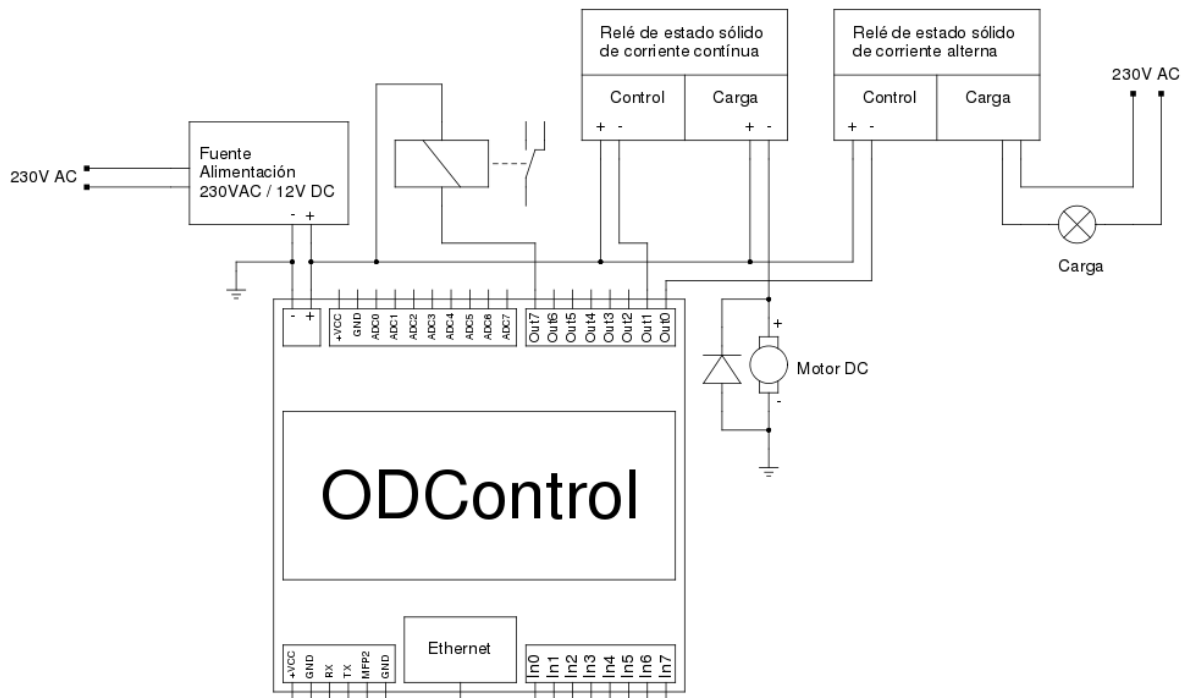 Relé de estado sólido
de corriente contínua
Control
Carga
+
-
+
-
Relé de estado sólido
de corriente alterna
Control
Carga
+
-
230V AC
Fuente
Alimentación
230VAC / 12V DC
-
+
230V AC
Carga
-
+
+VCC
GND
ADC0
ADC1
ADC2
ADC3
ADC4
ADC5
ADC6
ADC7
Out7
Out6
Out5
Out4
Out3
Out2
Out1
Out0
+
Motor DC
-
ODControl
+VCC
GND
RX
TX
MFP2
GND
Ethernet
In0
In1
In2
In3
In4
In5
In6
In7